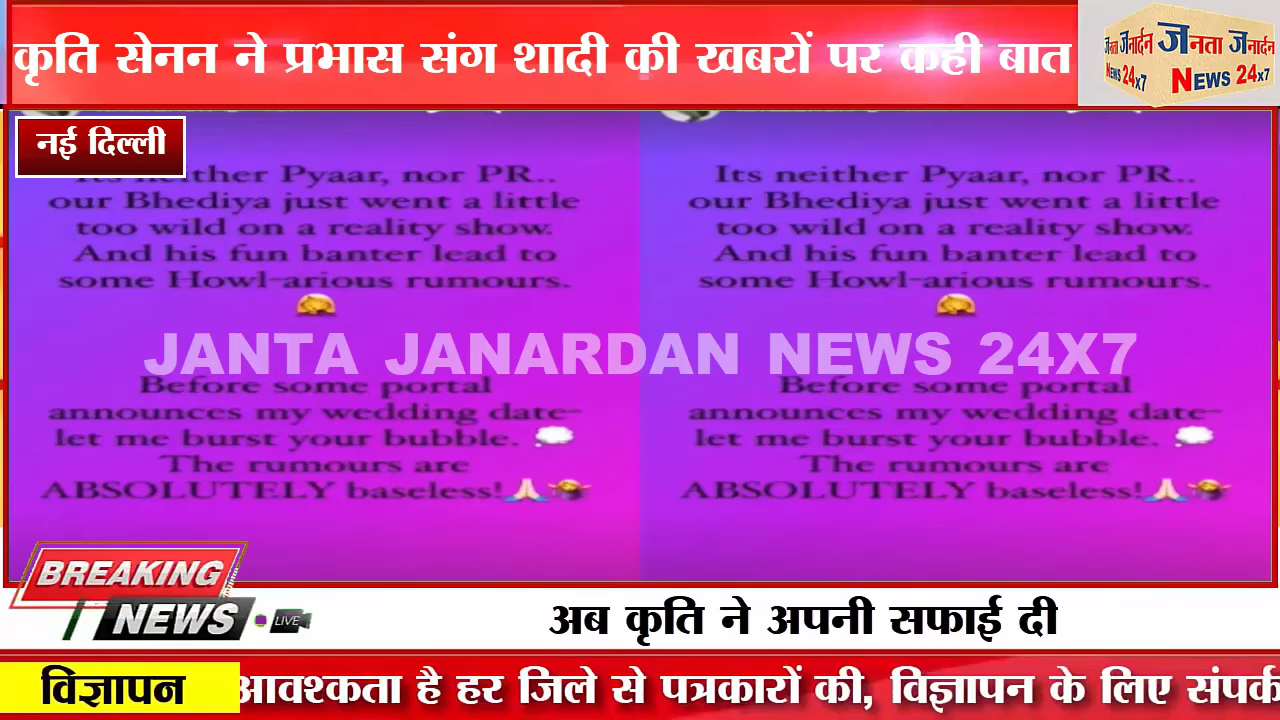 कृति सेनन ने प्रभास संग शादी की खबरों पर कही बात
जनता जनार्दन जनता जनार्दन
NEWS 24x7 NEWS 24x7
नई दिल्ली
Its neither Pyaar, nor PR..
our Bhediya just went a little
too wild on a reality show.
And his fun banter lead to
some Howl-arious rumours.
🤦‍♀️
Before some portal
announces my wedding date-
let me burst your bubble. 💭
The rumours are
ABSOLUTELY baseless!🙏🏻🤷‍♀️
Its neither Pyaar, nor PR..
our Bhediya just went a little
too wild on a reality show.
And his fun banter lead to
some Howl-arious rumours.
🤦‍♀️
Before some portal
announces my wedding date-
let me burst your bubble. 💭
The rumours are
ABSOLUTELY baseless!🙏🏻🤷‍♀️
JANTA JANARDAN NEWS 24X7
BREAKING
NEWS LIVE
अब कृति ने अपनी सफाई दी
विज्ञापन
आवश्कता है हर जिले से पत्रकारों की, विज्ञापन के लिए संपर्क